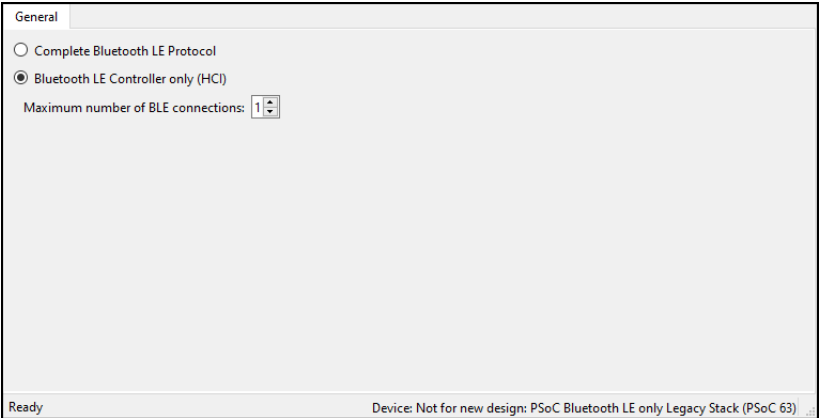 General
Complete Bluetooth LE Protocol
Bluetooth LE Controller only (HCI)
Maximum number of BLE connections: 1
Ready Device: Not for new design: PSoC Bluetooth LE only Legacy Stack (PSoC 63)